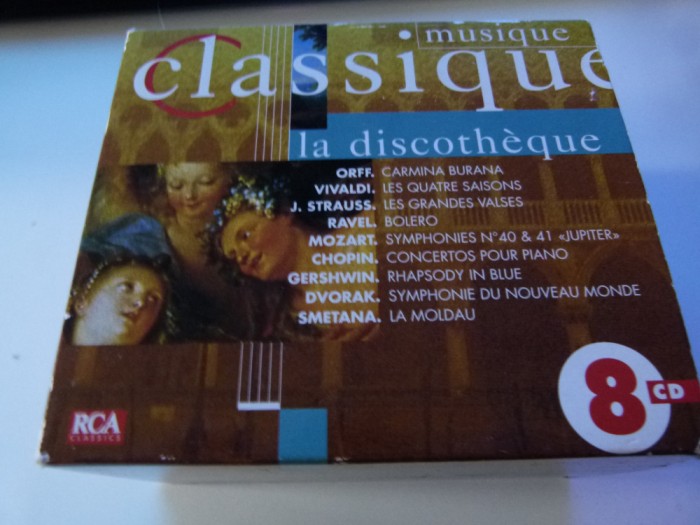 musique
classique
la discothèque
ORFF. CARMINA BURANA
VIVALDI. LES QUATRE SAISONS
J. STRAUSS. LES GRANDES VALSES
RAVEL. BOLERO
MOZART. SYMPHONIES N°40 & 41 «JUPITER»
CHOPIN. CONCERTOS POUR PIANO
GERSHWIN. RHAPSODY IN BLUE
DVORAK. SYMPHONIE DU NOUVEAU MONDE
SMETANA. LA MOLDAU
8 CD
RCA
CLASSICS